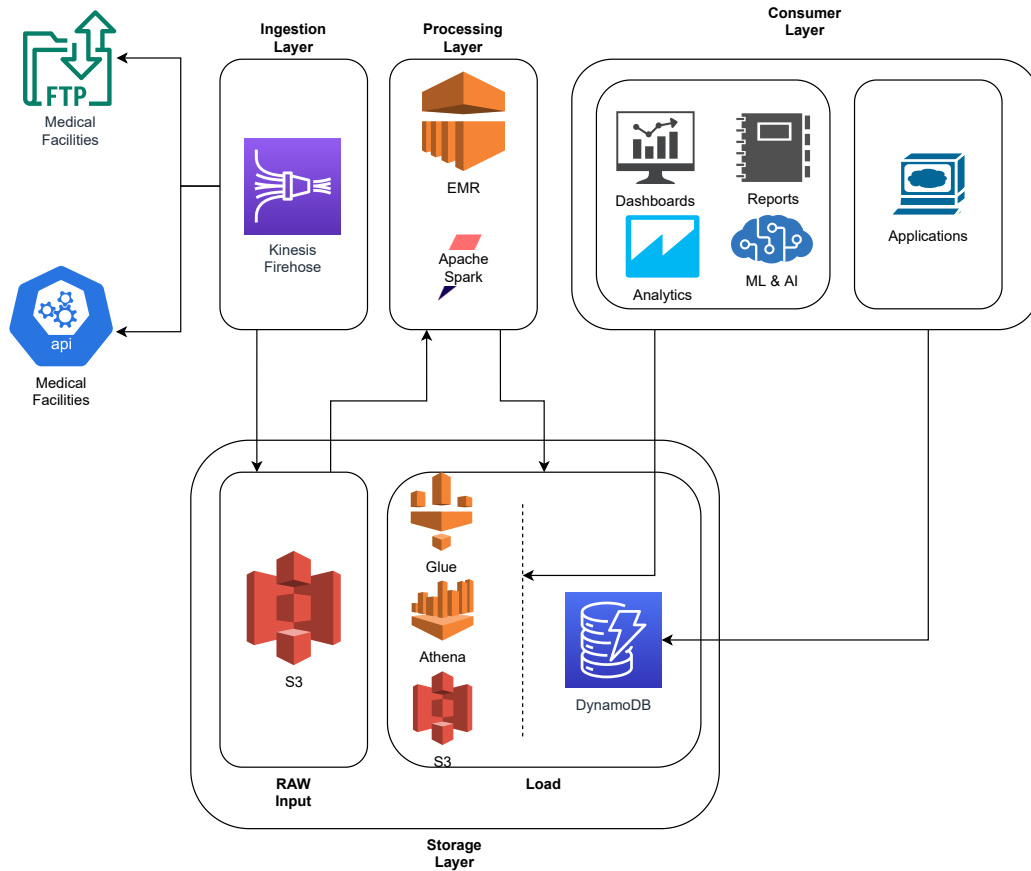 FTP
Medical
Facilities
api
Medical
Facilities
Ingestion
Layer
Kinesis
Firehose
Processing
Layer
EMR
Apache
Spark
Consumer
Layer
Dashboards
Reports
Analytics
ML & AI
Applications
S3
RAW
Input
Glue
Athena
S3
DynamoDB
Load
Storage
Layer